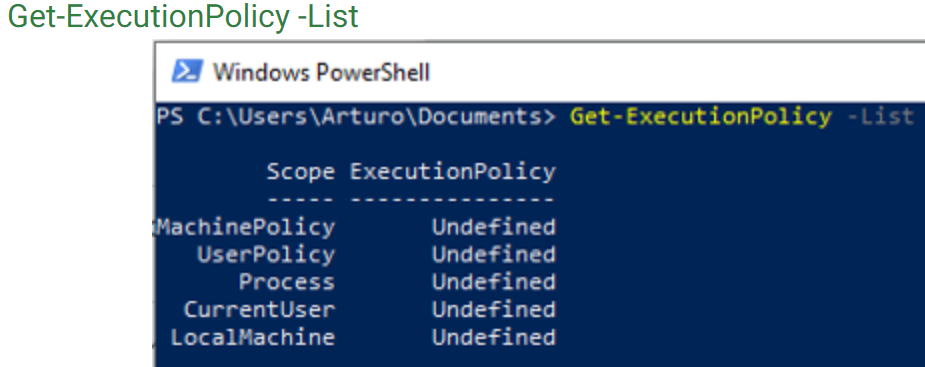 Get-ExecutionPolicy -List
Windows PowerShell
PS C:\Users\Arturo\Documents> Get-ExecutionPolicy -List
Scope ExecutionPolicy
----- ---------------
MachinePolicy Undefined
UserPolicy Undefined
Process Undefined
CurrentUser Undefined
LocalMachine Undefined